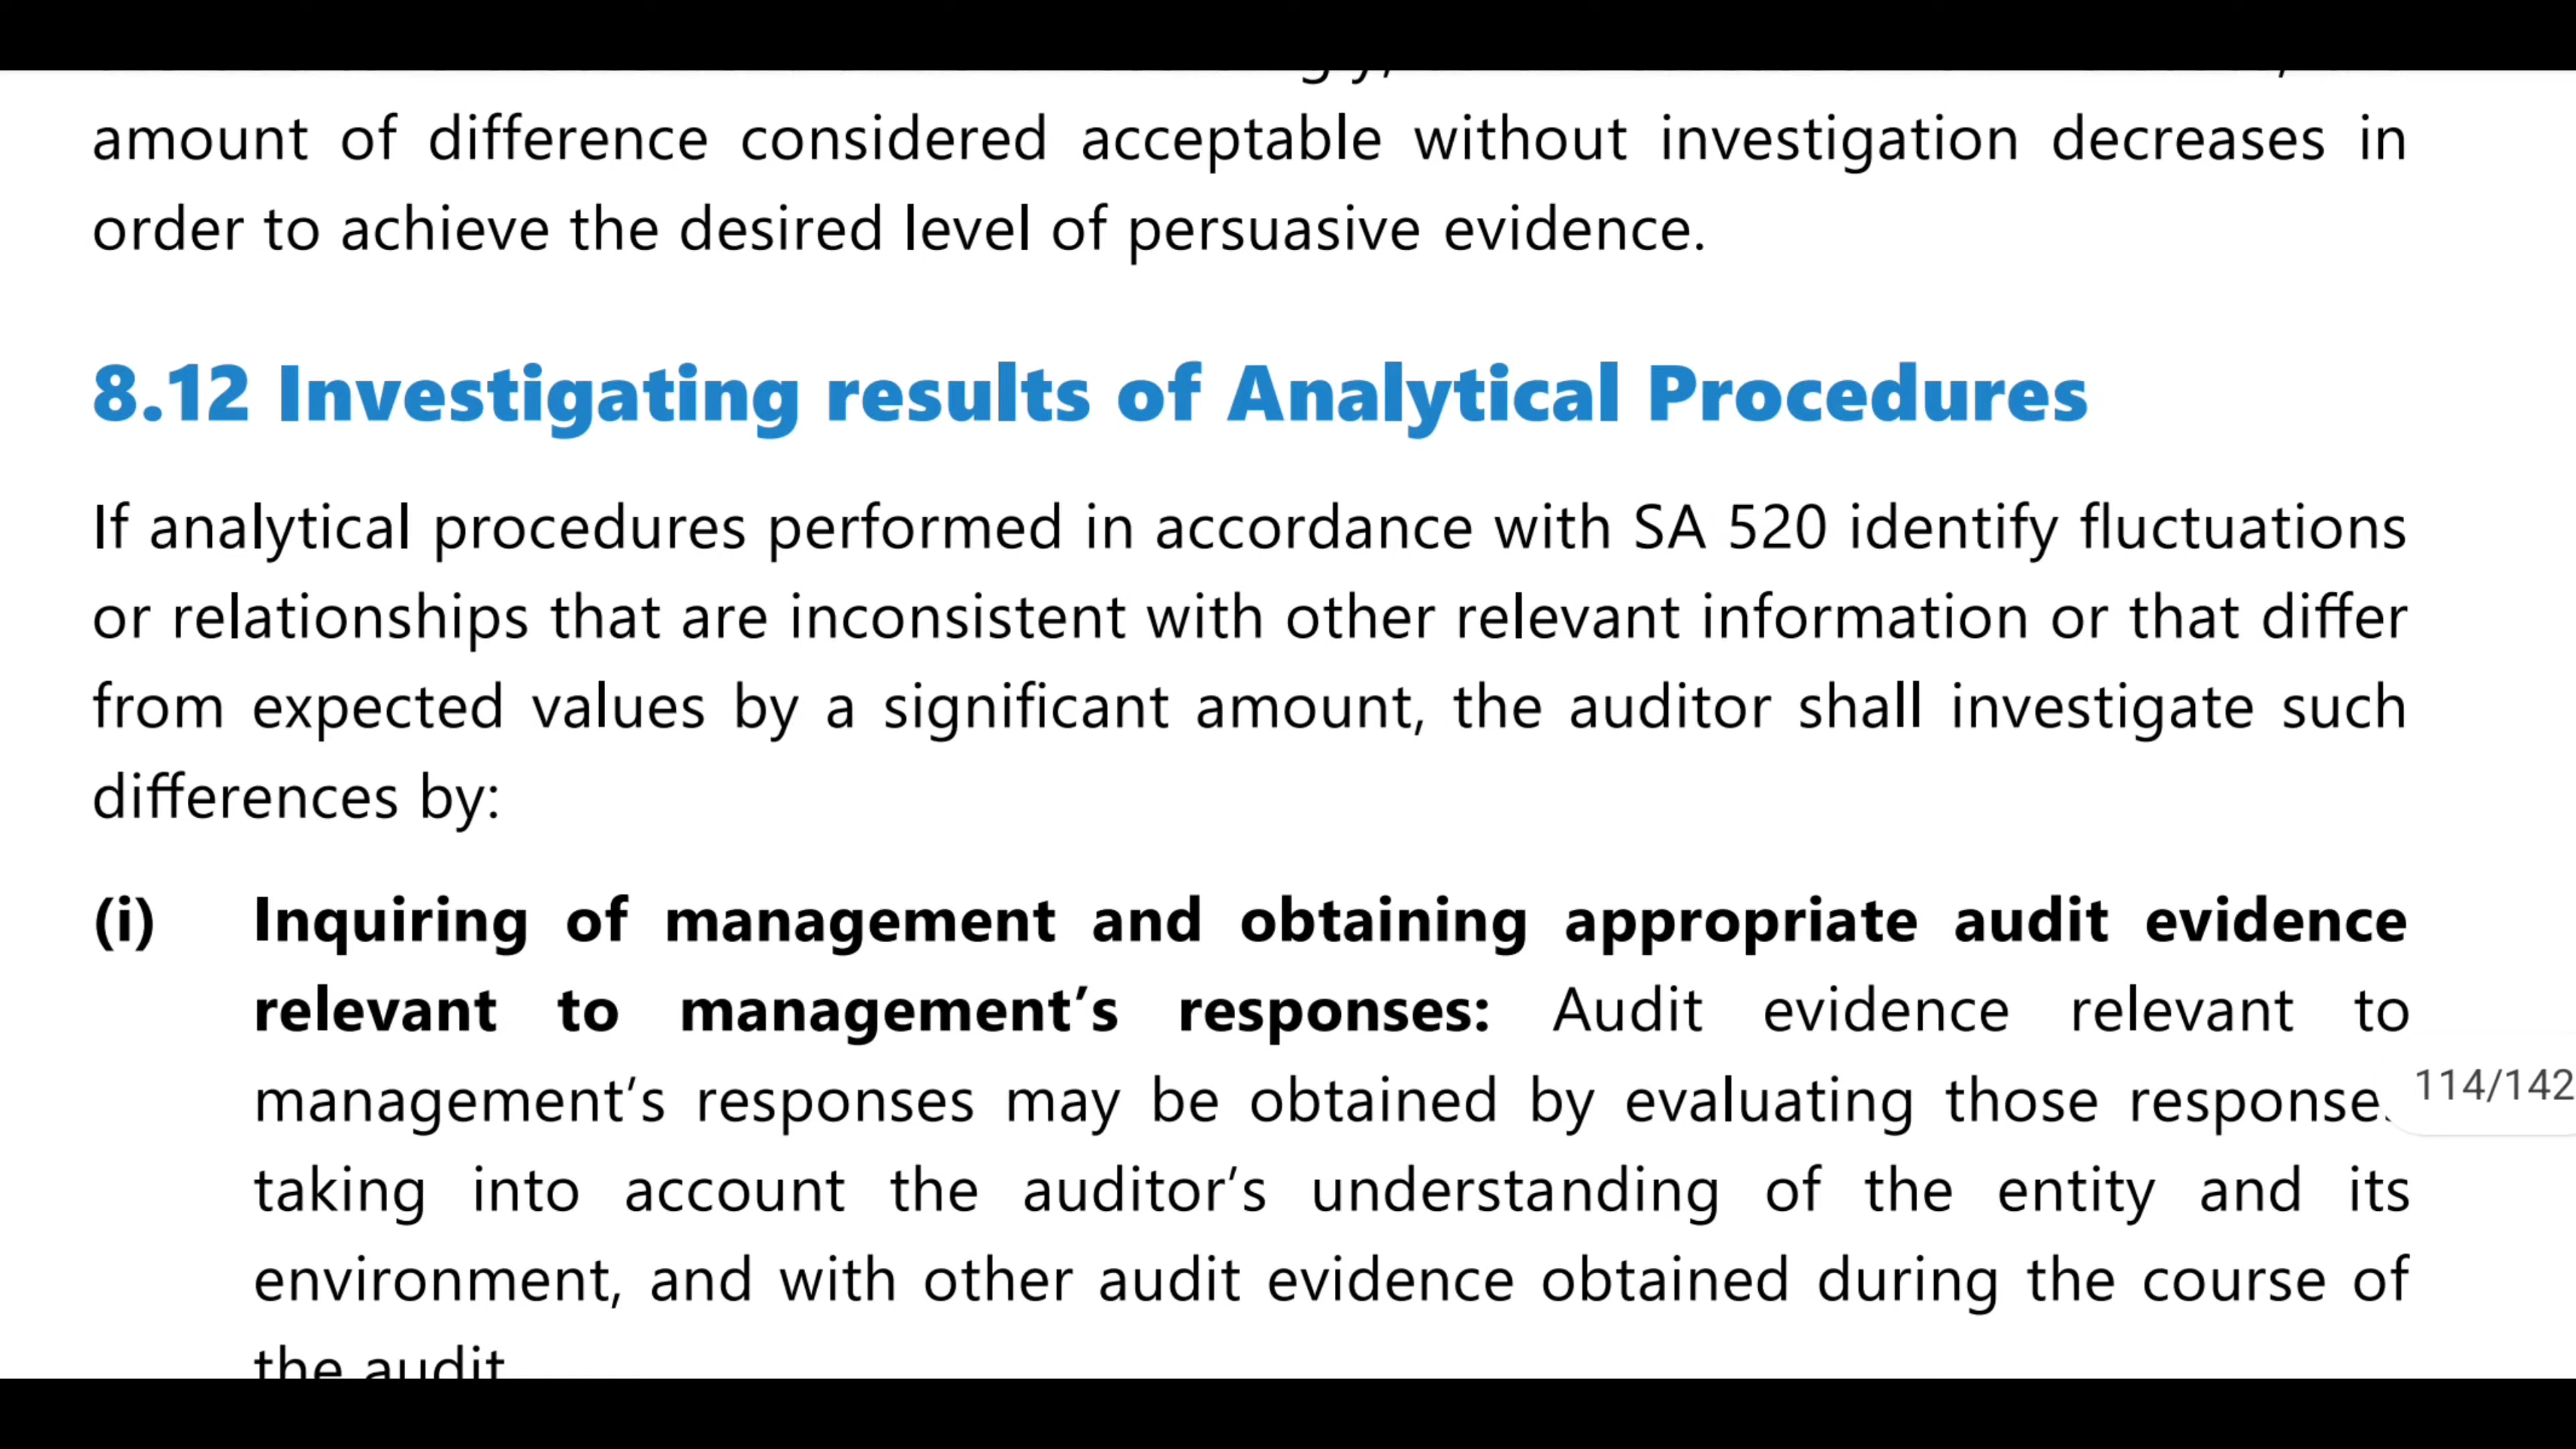 amount of difference considered acceptable without investigation decreases in
order to achieve the desired level of persuasive evidence.
8.12 Investigating results of Analytical Procedures
If analytical procedures performed in accordance with SA 520 identify fluctuations
or relationships that are inconsistent with other relevant information or that differ
from expected values by a significant amount, the auditor shall investigate such
differences by:
(i) Inquiring of management and obtaining appropriate audit evidence
relevant to management’s responses: Audit evidence relevant to
management’s responses may be obtained by evaluating those response
114/142
taking into account the auditor’s understanding of the entity and its
environment, and with other audit evidence obtained during the course of
the audit